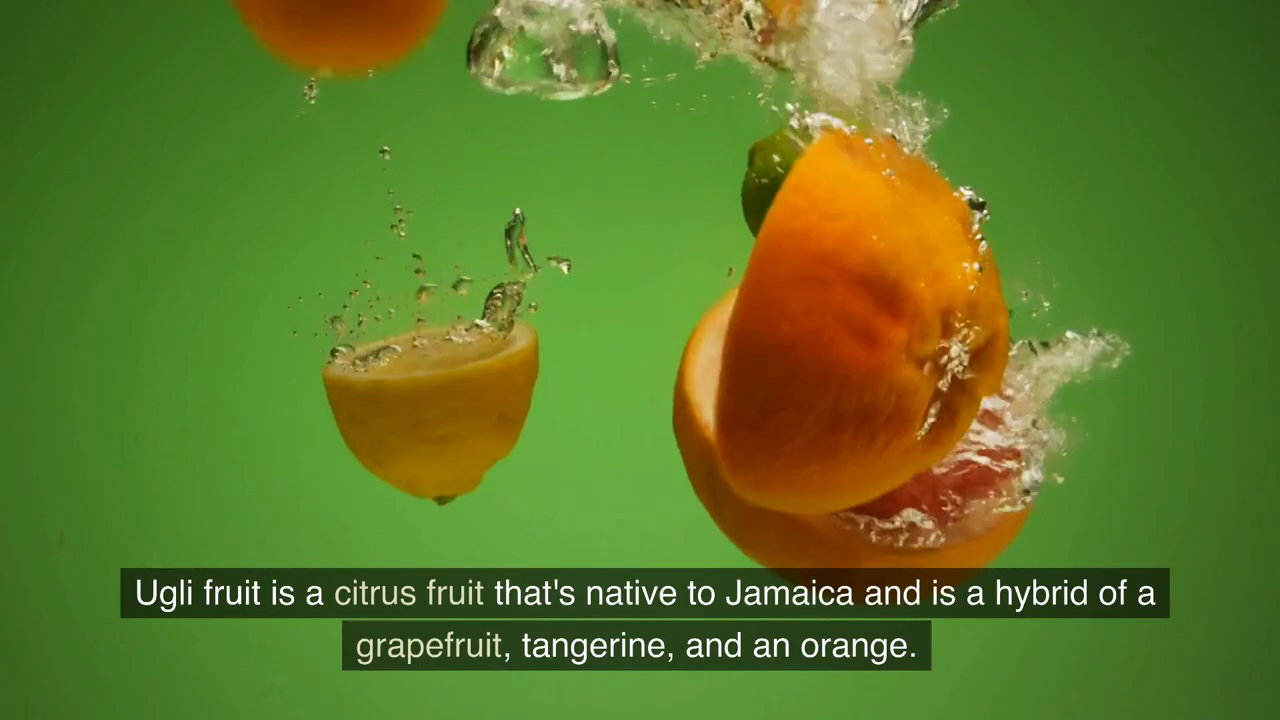 Ugli fruit is a citrus fruit that's native to Jamaica and is a hybrid of a
grapefruit, tangerine, and an orange.